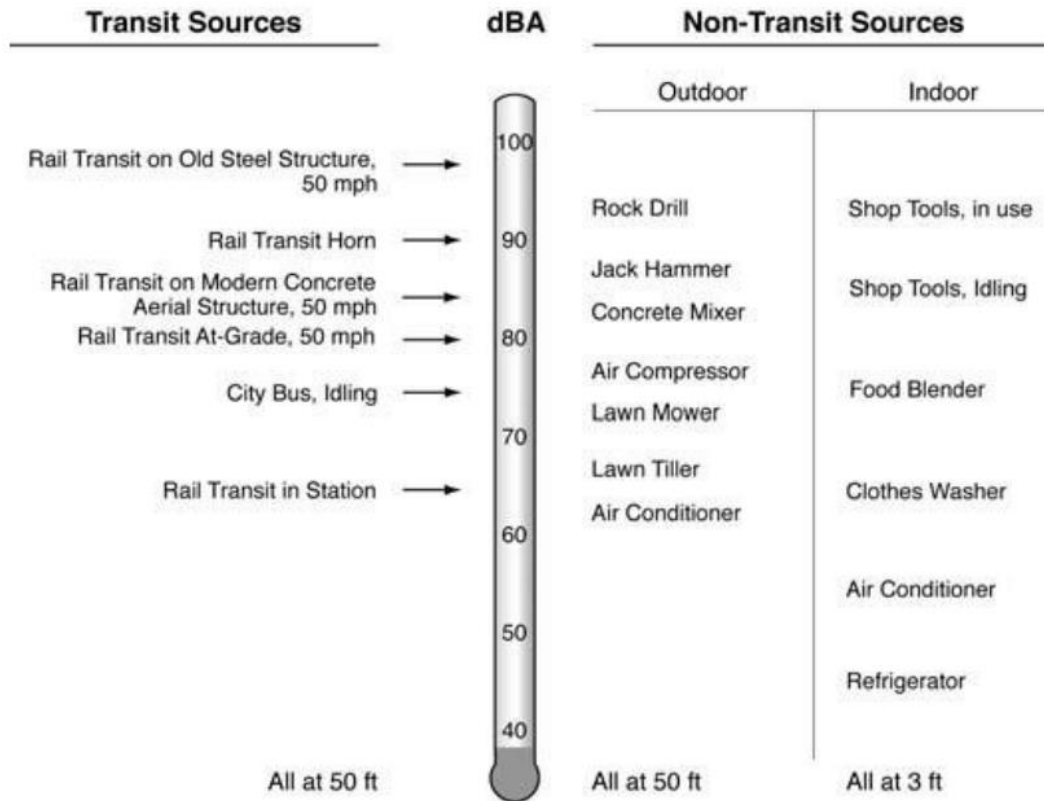 Transit Sources
dBA
Non-Transit Sources
Outdoor
Indoor
100
Rail Transit on Old Steel Structure,
50 mph
Rock Drill
Shop Tools, in use
Rail Transit Horn
90
Jack Hammer
Rail Transit on Modern Concrete
Aerial Structure, 50 mph
Shop Tools, Idling
Concrete Mixer
Rail Transit At-Grade, 50 mph
80
Air Compressor
City Bus, Idling
Food Blender
Lawn Mower
70
Lawn Tiller
Rail Transit in Station
Clothes Washer
Air Conditioner
60
Air Conditioner
50
Refrigerator
40
All at 50 ft
All at 50 ft
All at 3 ft